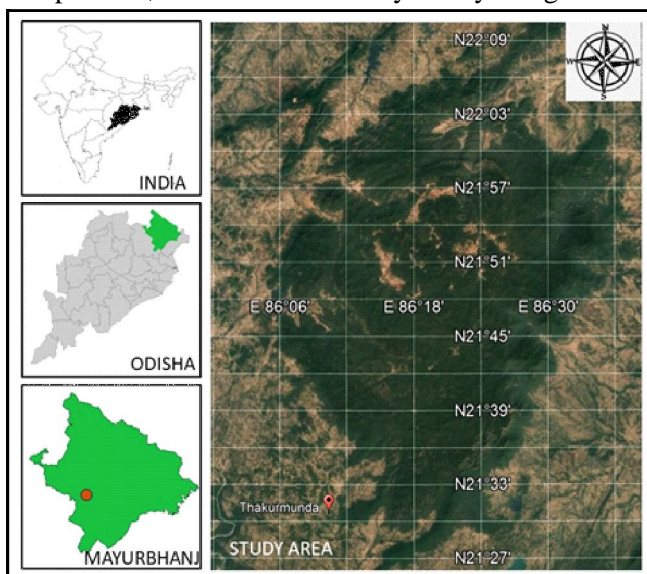 INDIA
ODISHA
MAYURBHANJ
N
W E
S
N22°09'
N22°03'
N21°57'
N21°51'
E 86°06' E 86°18' E 86°30'
N21°45'
N21°39'
N21°33'
Thakurmunda
STUDY AREA
N21°27'